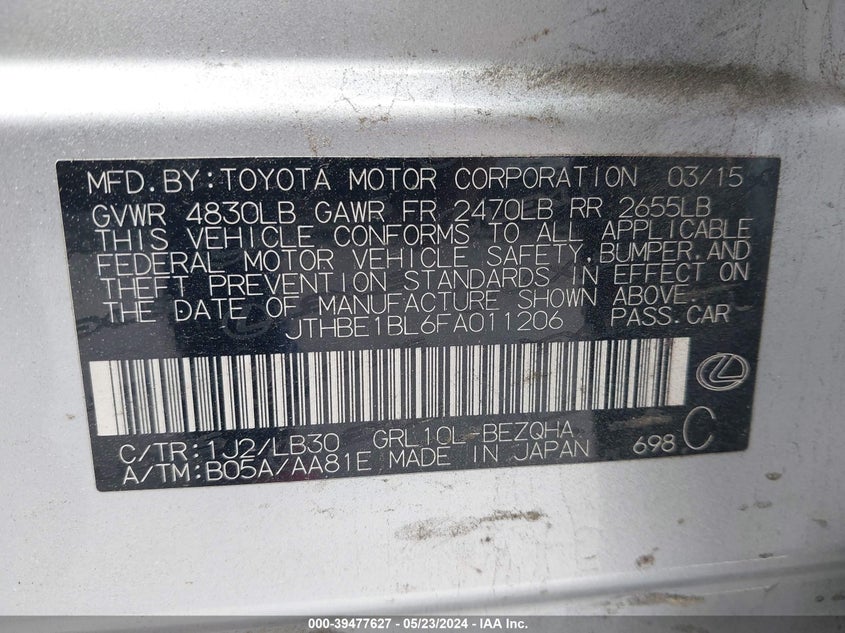 MFD.BY:TOYOTA MOTOR CORPORATION 03/15
GVWR 4830LB GAWR FR 2470LB RR 2655LB
THIS VEHICLE CONFORMS TO ALL APPLICABLE
FEDERAL MOTOR VEHICLE SAFETY,BUMPER,AND
THEFT PREVENTION STANDARDS IN EFFECT ON
THE DATE OF MANUFACTURE SHOWN ABOVE.
JTHBE1BL6FA011206 PASS.CAR
C/TR:1J2/LB30 GRL10L-BEZQHA
A/TM:B05A/AA81E MADE IN JAPAN 698 C
000-39477627 - 05/23/2024 - IAA Inc.